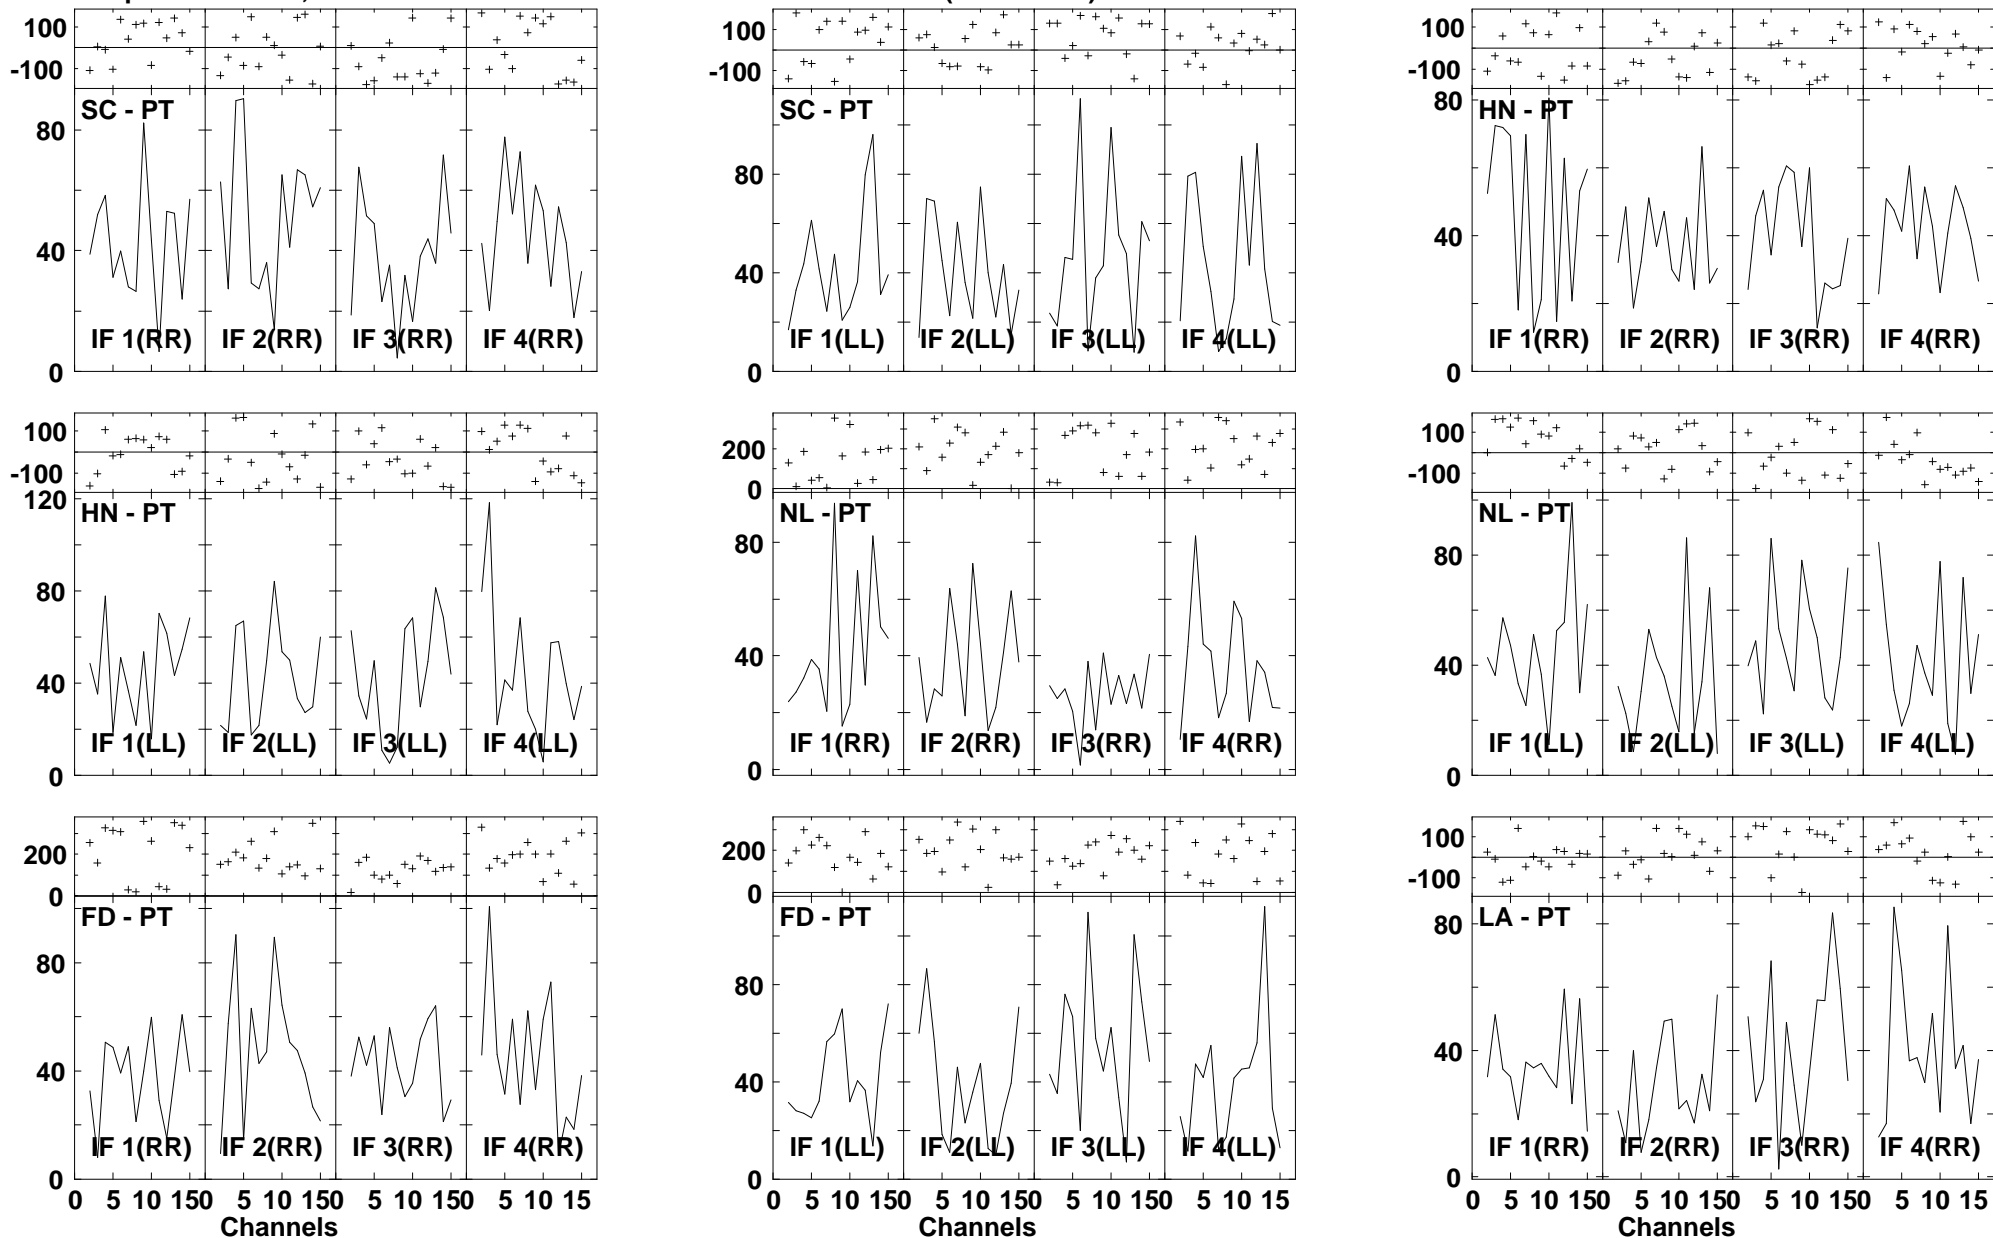 100 100 100
-100 -100 -100
SC - PT SC - PT HN - PT
80 80 80
40 40 40
IF 1(RR) IF 2(RR) IF 3(RR) IF 4(RR) IF 1(LL) IF 2(LL) IF 3(LL) IF 4(LL) IF 1(RR) IF 2(RR) IF 3(RR) IF 4(RR)
0 0 0
100 200 100
-100 0 -100
120
HN - PT NL - PT NL - PT
80 80 80
40 40 40
IF 1(LL) IF 2(LL) IF 3(LL) IF 4(LL) IF 1(RR) IF 2(RR) IF 3(RR) IF 4(RR) IF 1(LL) IF 2(LL) IF 3(LL) IF 4(LL)
0 0 0
200 200 100
0 0 -100
FD - PT FD - PT LA - PT
80 80 80
40 40 40
IF 1(RR) IF 2(RR) IF 3(RR) IF 4(RR) IF 1(LL) IF 2(LL) IF 3(LL) IF 4(LL) IF 1(RR) IF 2(RR) IF 3(RR) IF 4(RR)
0 0 0
0 5 10 150 5 10 150 5 10 150 5 10 15 0 5 10 150 5 10 150 5 10 150 5 10 15 0 5 10 150 5 10 150 5 10 150 5 10 15
Channels Channels Channels